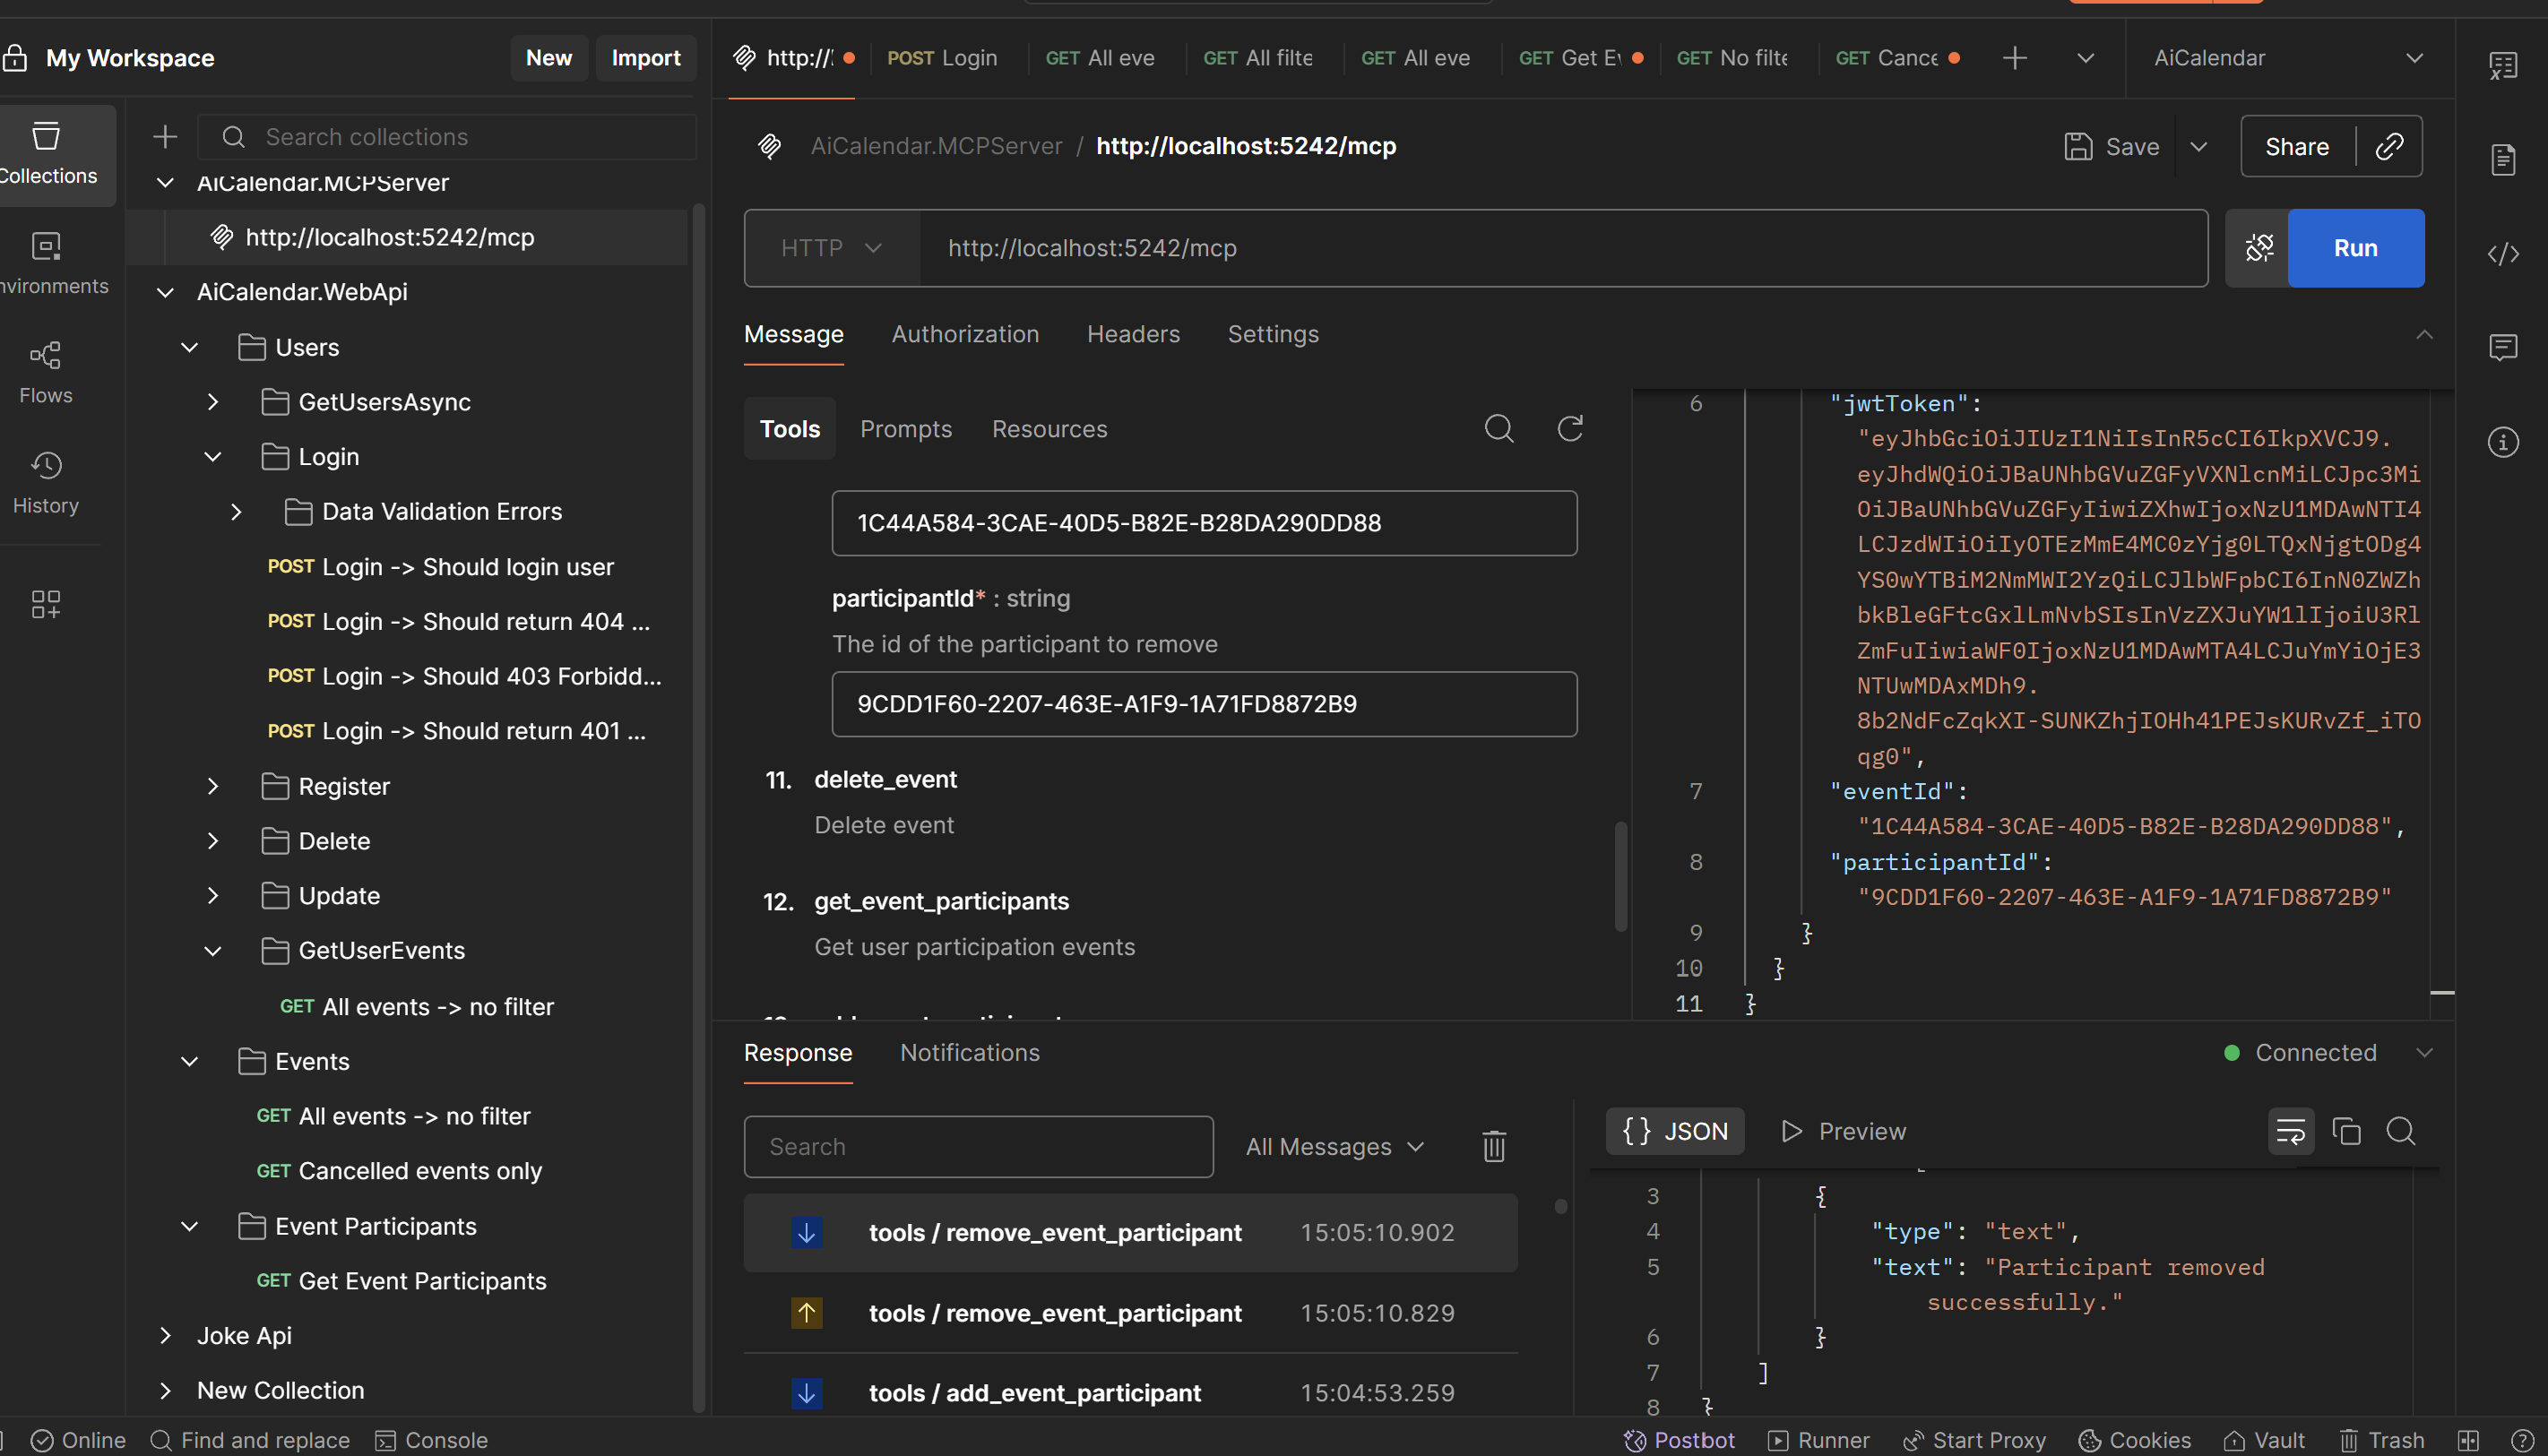 My Workspace
New
Import
http://l
POST Login
GET All eve
GET All filte
GET All eve
GET Get Ev
GET No filte
GET Cance
AiCalendar
Collections
nvironments
Flows
History
Search collections
AiCalendar.MCPServer
http://localhost:5242/mcp
AiCalendar.WebApi
Users
GetUsersAsync
Login
Data Validation Errors
POST Login -> Should login user
POST Login -> Should return 404 ...
POST Login -> Should 403 Forbidd...
POST Login -> Should return 401 ...
Register
Delete
Update
GetUserEvents
GET All events -> no filter
Events
GET All events -> no filter
GET Cancelled events only
Event Participants
GET Get Event Participants
Joke Api
New Collection
AiCalendar.MCPServer / http://localhost:5242/mcp
Save
Share
HTTP
http://localhost:5242/mcp
Run
Message
Authorization
Headers
Settings
Tools
Prompts
Resources
1C44A584-3CAE-40D5-B82E-B28DA290DD88
participantId* : string
The id of the participant to remove
9CDD1F60-2207-463E-A1F9-1A71FD8872B9
11. delete_event
Delete event
12. get_event_participants
Get user participation events
6 "jwtToken":
"eyJhbGciOiJIUzI1NiIsInR5cCI6IkpXVCJ9.
eyJhdWQiOiJBaUNhbGVuZGFyVXNlcnMiLCJpc3Mi
OiJBaUNhbGVuZGFyIiwiZXhwIjoxNzU1MDAwNTI4
LCJzdWIiOiIyOTEzMmE4MC0zYjg0LTQxNjgtODg4
YS0wYTBiM2NmMWI2YzQiLCJlbWFpbCI6InN0ZWZh
bkBleGFtcGxlLmNvbSIsInVzZXJuYW1lIjoiU3Rl
ZmFuIiwiaWF0IjoxNzU1MDAwMTA4LCJuYmYiOjE3
NTUwMDAxMDh9.
8b2NdFcZqkXI-SUNKZhjIOHh41PEJsKURvZf_iTO
qg0",
7 "eventId":
"1C44A584-3CAE-40D5-B82E-B28DA290DD88",
8 "participantId":
"9CDD1F60-2207-463E-A1F9-1A71FD8872B9"
9 }
10 }
11 }
Response
Notifications
Connected
Search
All Messages
tools / remove_event_participant 15:05:10.902
tools / remove_event_participant 15:05:10.829
tools / add_event_participant 15:04:53.259
{} JSON
Preview
3 {
4 "type": "text",
5 "text": "Participant removed
successfully."
6 }
7 ]
8 }
Online
Find and replace
Console
Postbot
Runner
Start Proxy
Cookies
Vault
Trash